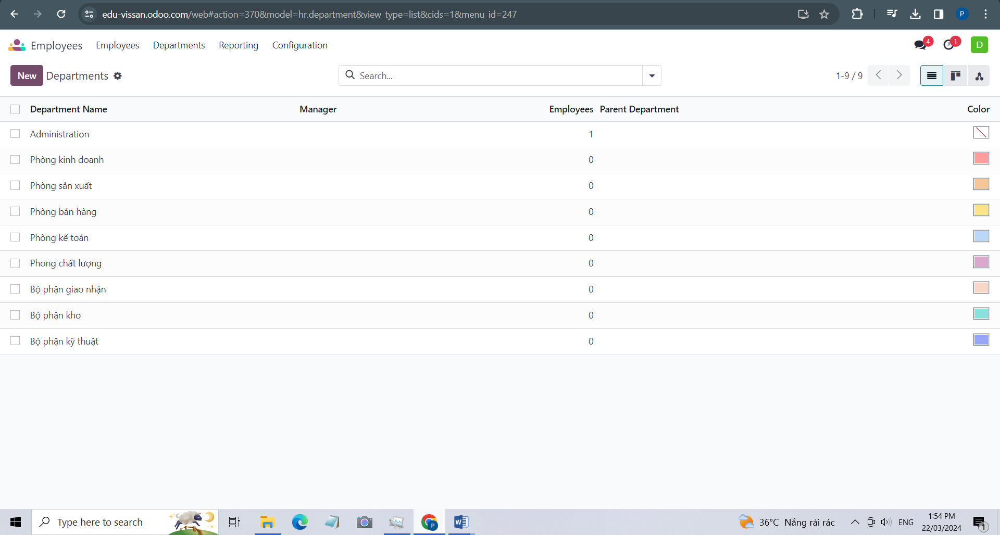 edu-vissan.odoo.com/web#action=370&model=hr.department&view_type=list&cids=1&menu_id=247
P
Employees Employees Departments Reporting Configuration 4 1 D
New Departments Search... 1-9 / 9
Department Name Manager Employees Parent Department Color
Administration 1
Phòng kinh doanh 0
Phòng sản xuất 0
Phòng bán hàng 0
Phòng kế toán 0
Phong chất lượng 0
Bộ phận giao nhận 0
Bộ phận kho 0
Bộ phận kỹ thuật 0
Type here to search P W 36°C Nắng rải rác ENG 1:54 PM
22/03/2024 1